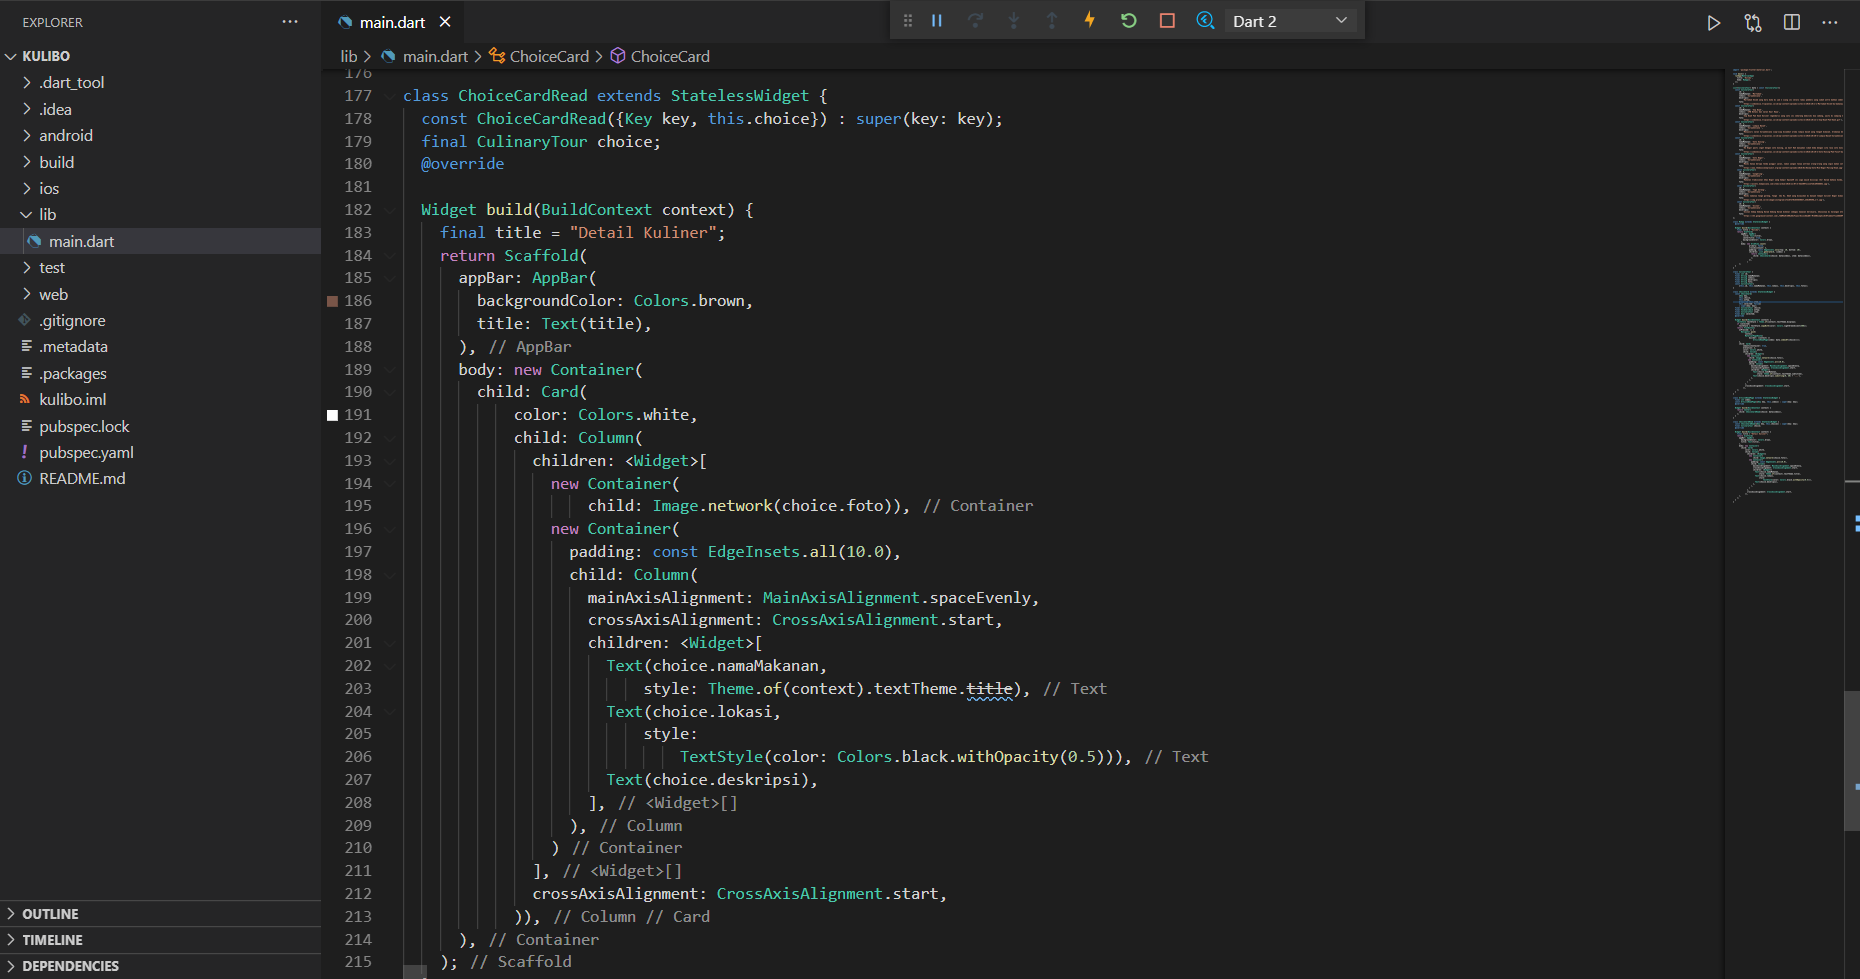 EXPLORER
KULIBO
.dart_tool
.idea
android
build
ios
lib
main.dart
test
web
.gitignore
.metadata
.packages
kulibo.iml
pubspec.lock
pubspec.yaml
README.md
OUTLINE
TIMELINE
DEPENDENCIES
main.dart
Dart 2
lib > main.dart > ChoiceCard > ChoiceCard
176
177 class ChoiceCardRead extends StatelessWidget {
178 const ChoiceCardRead({Key key, this.choice}) : super(key: key);
179 final CulinaryTour choice;
180 @override
181
182 Widget build(BuildContext context) {
183 final title = "Detail Kuliner";
184 return Scaffold(
185 appBar: AppBar(
186 backgroundColor: Colors.brown,
187 title: Text(title),
188 ), // AppBar
189 body: new Container(
190 child: Card(
191 color: Colors.white,
192 child: Column(
193 children: <Widget>[
194 new Container(
195 child: Image.network(choice.foto)), // Container
196 new Container(
197 padding: const EdgeInsets.all(10.0),
198 child: Column(
199 mainAxisAlignment: MainAxisAlignment.spaceEvenly,
200 crossAxisAlignment: CrossAxisAlignment.start,
201 children: <Widget>[
202 Text(choice.namaMakanan,
203 style: Theme.of(context).textTheme.title), // Text
204 Text(choice.lokasi,
205 style:
206 TextStyle(color: Colors.black.withOpacity(0.5))), // Text
207 Text(choice.deskripsi),
208 ], // <Widget>[]
209 ), // Column
210 ) // Container
211 ], // <Widget>[]
212 crossAxisAlignment: CrossAxisAlignment.start,
213 )), // Column // Card
214 ), // Container
215 ); // Scaffold